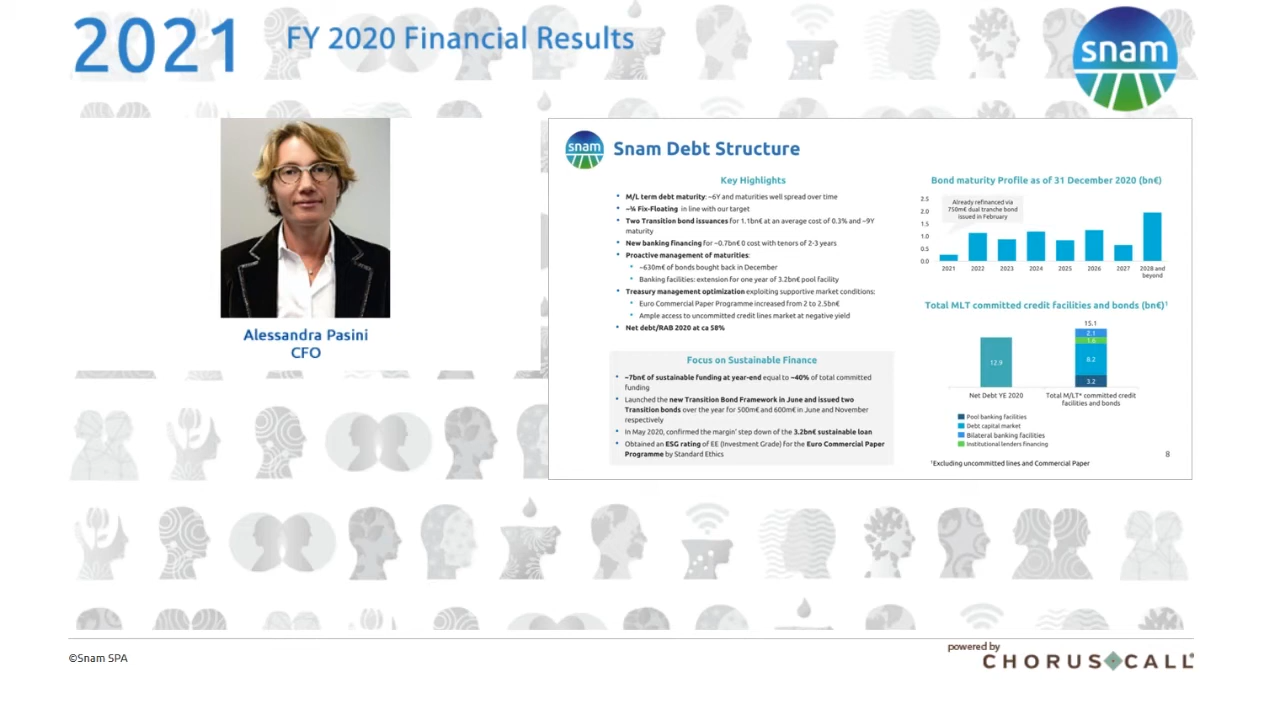 2021
FY 2020 Financial Results
snam
Alessandra Pasini
CFO
snam
Snam Debt Structure
Key Highlights
• M/L term debt maturity: ~6Y and maturities well spread over time
• ~¾ Fix-Floating in line with our target
• Two Transition bond issuances for 1.1bn€ at an average cost of 0.3% and ~9Y
maturity
• New banking financing for ~0.7bn€ 0 cost with tenors of 2-3 years
• Proactive management of maturities:
• ~630m€ of bonds bought back in December
• Banking facilities: extension for one year of 3.2bn€ pool facility
• Treasury management optimization exploiting supportive market conditions:
• Euro Commercial Paper Programme increased from 2 to 2.5bn€
• Ample access to uncommitted credit lines market at negative yield
• Net debt/RAB 2020 at ca 58%
Focus on Sustainable Finance
• ~7bn€ of sustainable funding at year-end equal to ~40% of total committed
funding
• Launched the new Transition Bond Framework in June and issued two
Transition bonds over the year for 500m€ and 600m€ in June and November
respectively
• In May 2020, confirmed the margin' step down of the 3.2bn€ sustainable loan
• Obtained an ESG rating of EE (Investment Grade) for the Euro Commercial Paper
Programme by Standard Ethics
Bond maturity Profile as of 31 December 2020 (bn€)
Already refinanced via
750m€ dual tranche bond
issued in February
2.5
2.0
1.5
1.0
0.5
0.0
2021 2022 2023 2024 2025 2026 2027 2028 and
beyond
Total MLT committed credit facilities and bonds (bn€)¹
15.1
2.1
1.6
12.9
8.2
3.2
Net Debt YE 2020
Total M/LT* committed credit
facilities and bonds
Pool banking facilities
Debt capital market
Bilateral banking facilities
Institutional lenders financing
¹Excluding uncommitted lines and Commercial Paper
8
©Snam SPA
powered by
CHORUS CALL®